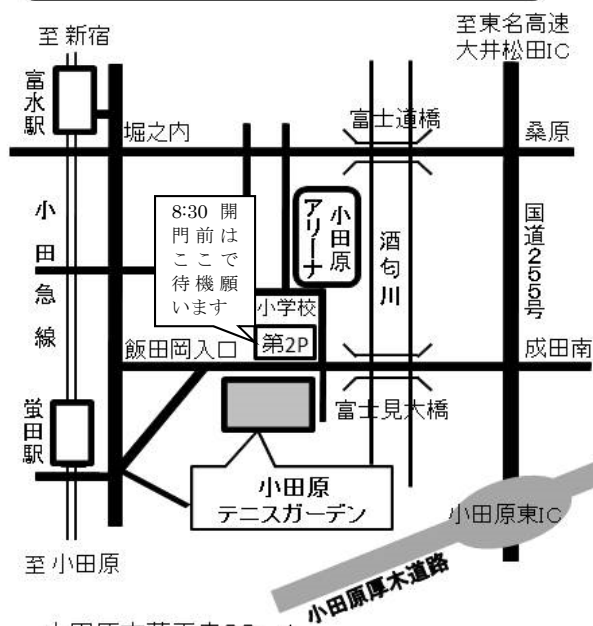 至 新宿
至東名高速
大井松田IC
富水駅
堀之内
富士道橋
桑原
小田急線
8:30 開
門前は
ここで
待機願
います
小田原
アリーナ
酒匂川
国道255号
小学校
第2P
飯田岡入口
成田南
富士見大橋
蛍田駅
小田原
テニスガーデン
小田原東IC
至 小田原
小田原厚木道路